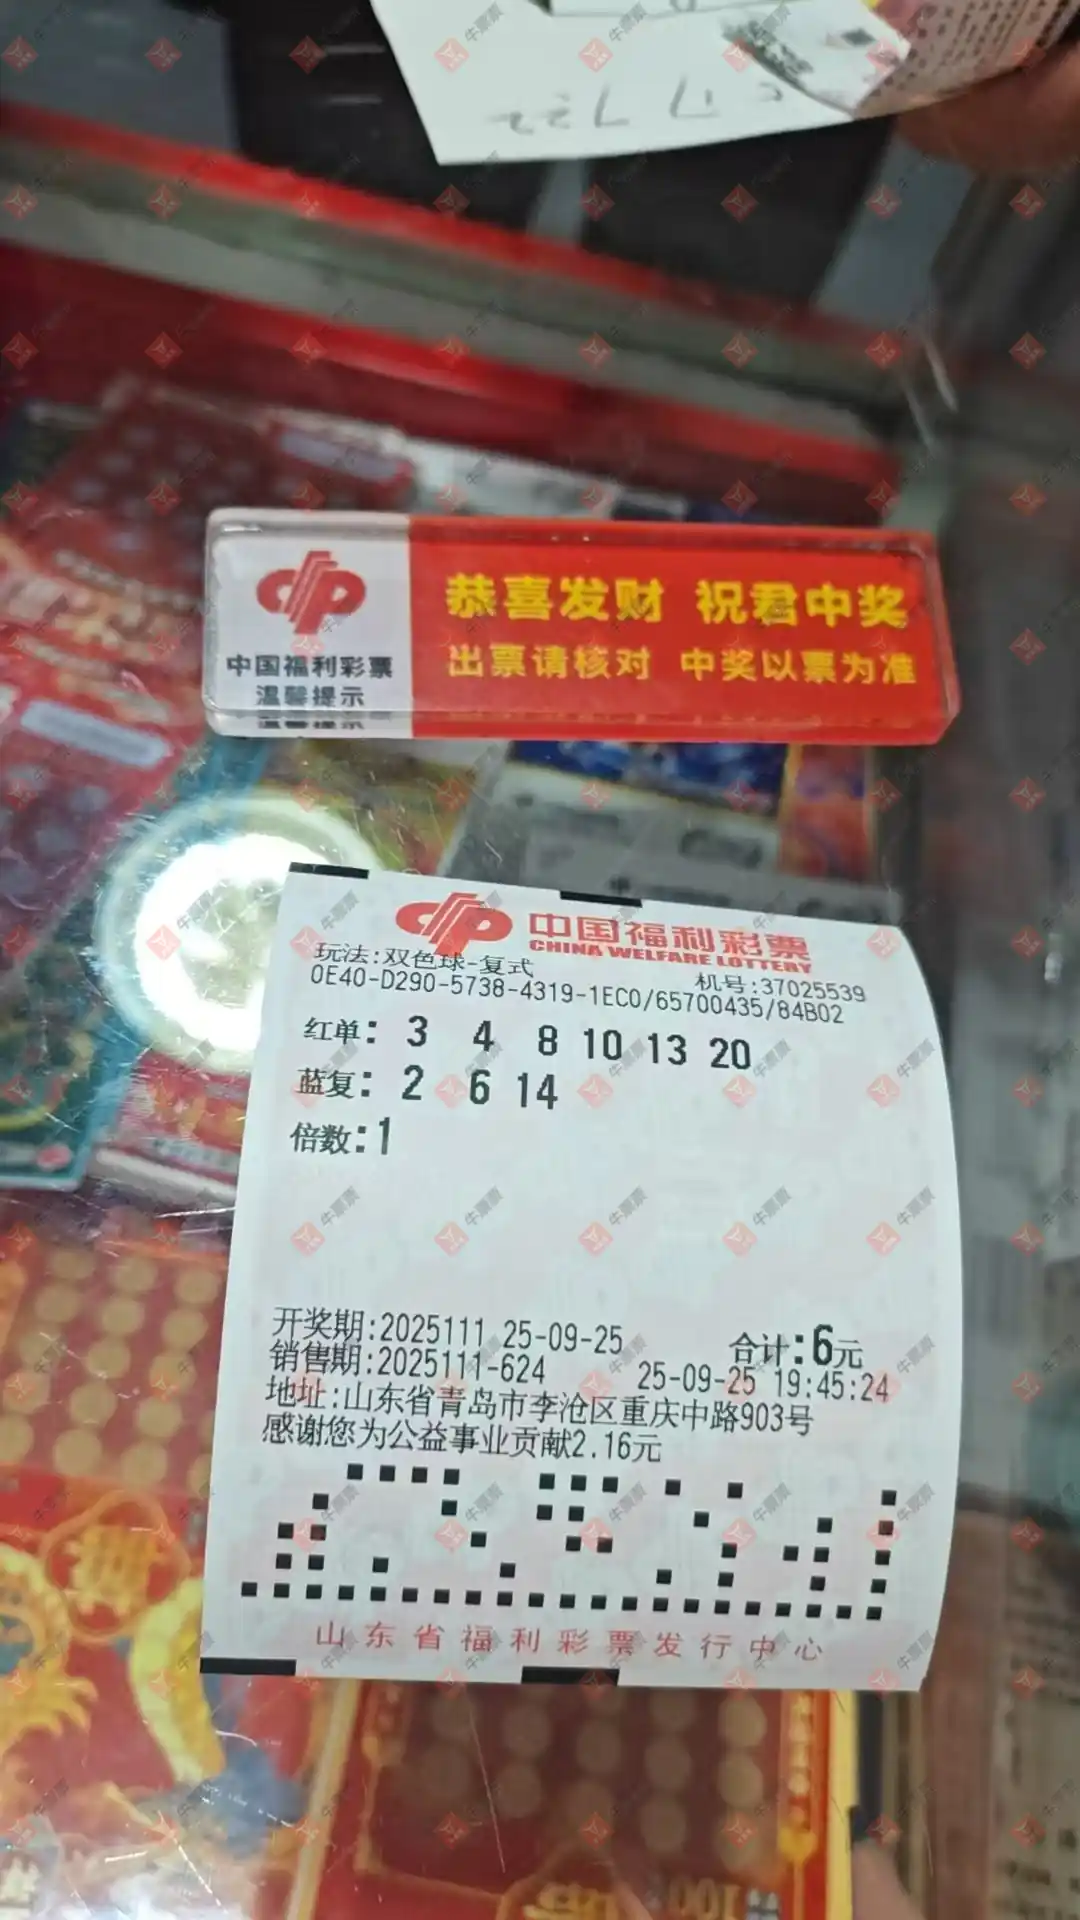 恭喜发财 祝君中奖
出票请核对 中奖以票为准
中国福利彩票
温馨提示
中国福利彩票
CHINA WELFARE LOTTERY
玩法:双色球-复式
机号:37025539
0E40-D290-5738-4319-1EC0/65700435/84B02
红单: 3 4 8 10 13 20
蓝复: 2 6 14
倍数:1
开奖期:2025111 25-09-25 合计:6元
销售期:2025111-624 25-09-25 19:45:24
地址:山东省青岛市李沧区重庆中路903号
感谢您为公益事业贡献2.16元
山东省福利彩票发行中心
牛票票